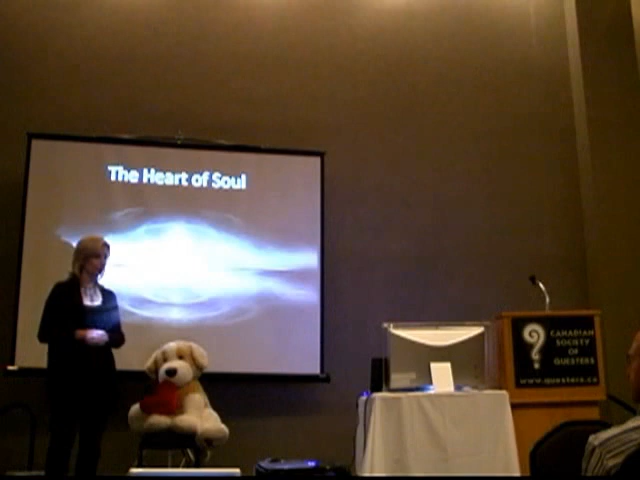 The Heart of Soul
CANADIAN
SOCIETY
OF
QUESTERS
www.questers.ca